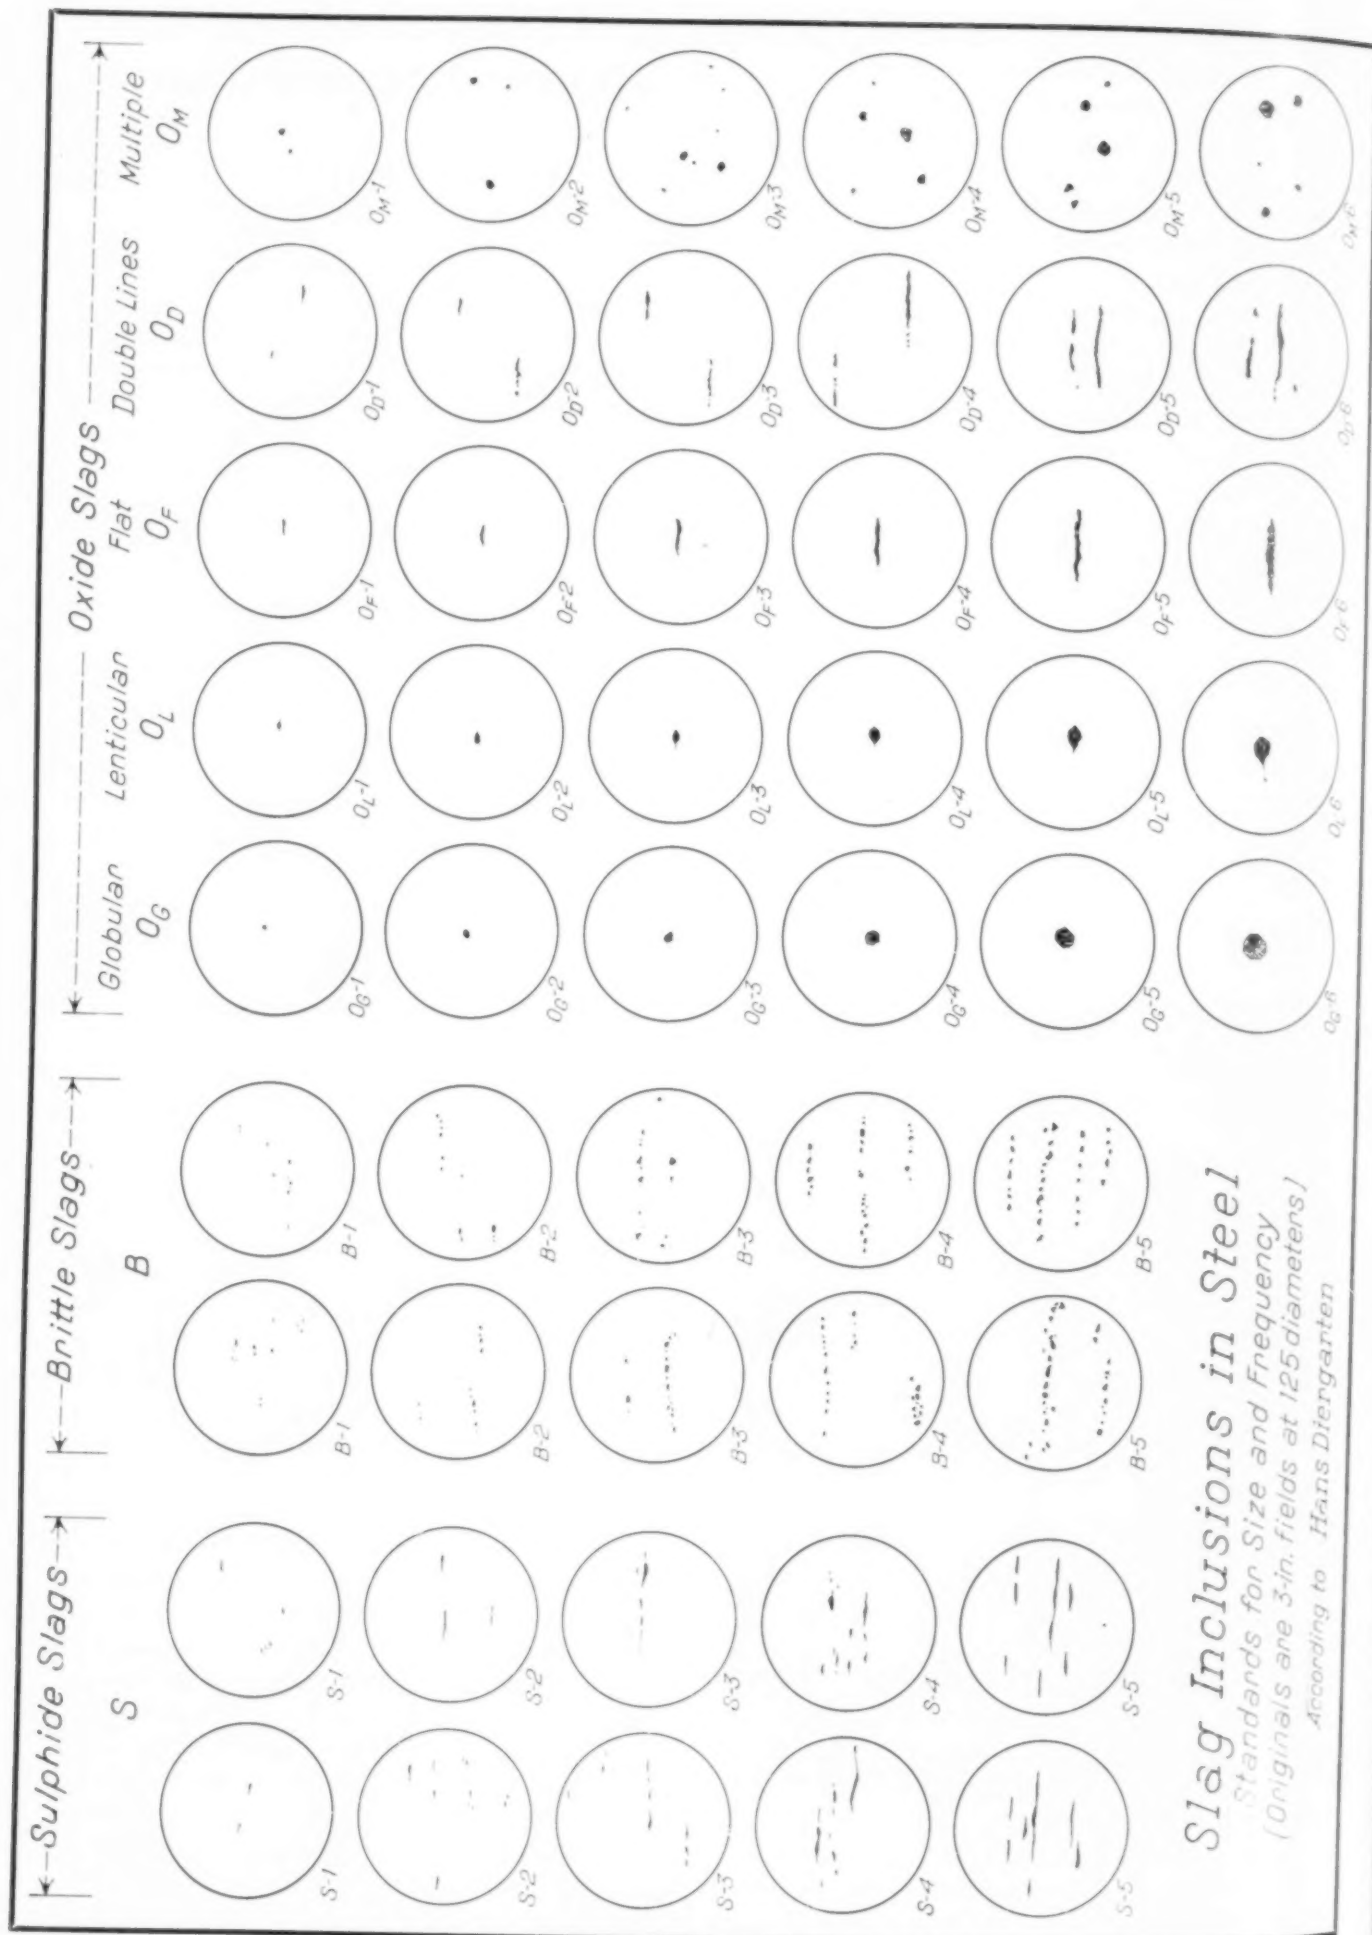 Sulphide Slags
Brittle Slags
Oxide Slags
S
B
Globular
Lenticular
Flat
Double Lines
Multiple
O_G
O_L
O_F
O_D
O_M
S-1 S-1 B-1 B-1 O_G-1 O_L-1 O_F-1 O_D-1 O_M-1
S-2 S-2 B-2 B-2 O_G-2 O_L-2 O_F-2 O_D-2 O_M-2
S-3 S-3 B-3 B-3 O_G-3 O_L-3 O_F-3 O_D-3 O_M-3
S-4 S-4 B-4 B-4 O_G-4 O_L-4 O_F-4 O_D-4 O_M-4
S-5 S-5 B-5 B-5 O_G-5 O_L-5 O_F-5 O_D-5 O_M-5
O_G-6 O_L-6 O_F-6 O_D-6 O_M-6
Slag Inclusions in Steel
Standards for Size and Frequency
(Originals are 3-in. fields at 125 diameters)
According to Hans Diergarten